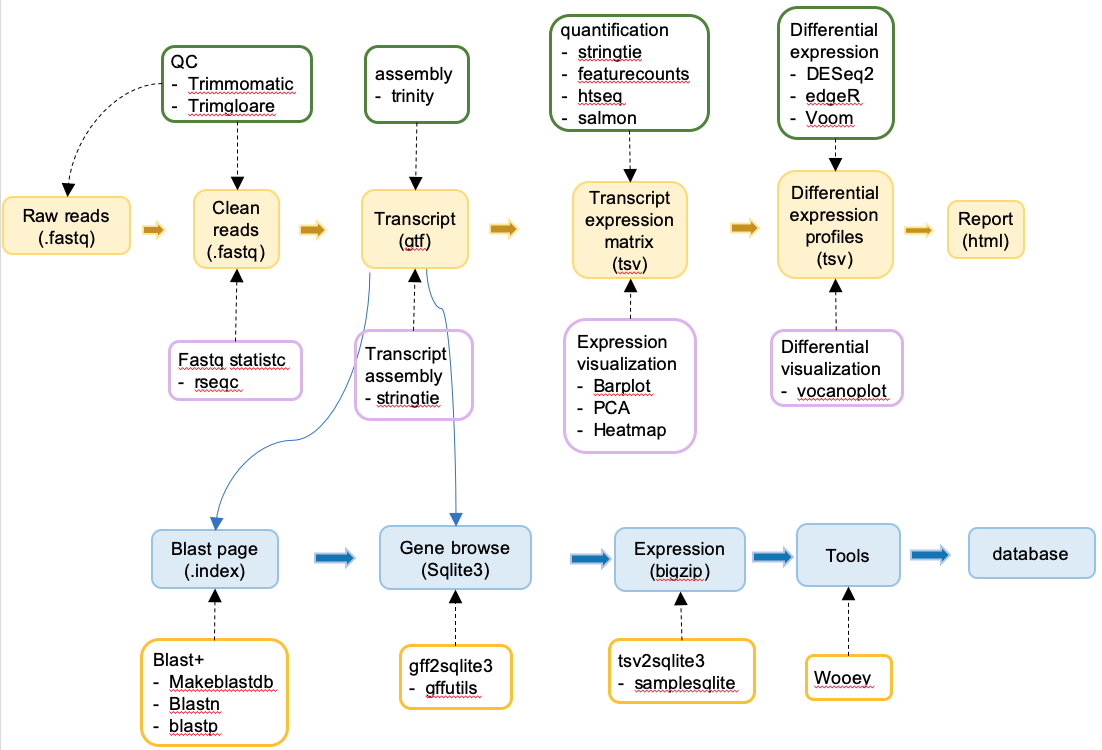 QC
- Trimmomatic
- Trimgloare
assembly
- trinity
quantification
- stringtie
- featurecounts
- htseq
- salmon
Differential
expression
- DESeq2
- edgeR
- Voom
Raw reads
(.fastq)
Clean
reads
(.fastq)
Transcript
(gtf)
Transcript
expression
matrix
(tsv)
Differential
expression
profiles
(tsv)
Report
(html)
Fastq statistc
- rseqc
Transcript
assembly
- stringtie
Expression
visualization
- Barplot
- PCA
- Heatmap
Differential
visualization
- vocanoplot
Blast page
(.index)
Gene browse
(Sqlite3)
Expression
(bigzip)
Tools
database
Blast+
- Makeblastdb
- Blastn
- blastp
gff2sqlite3
- gffutils
tsv2sqlite3
- samplesqlite
Wooey